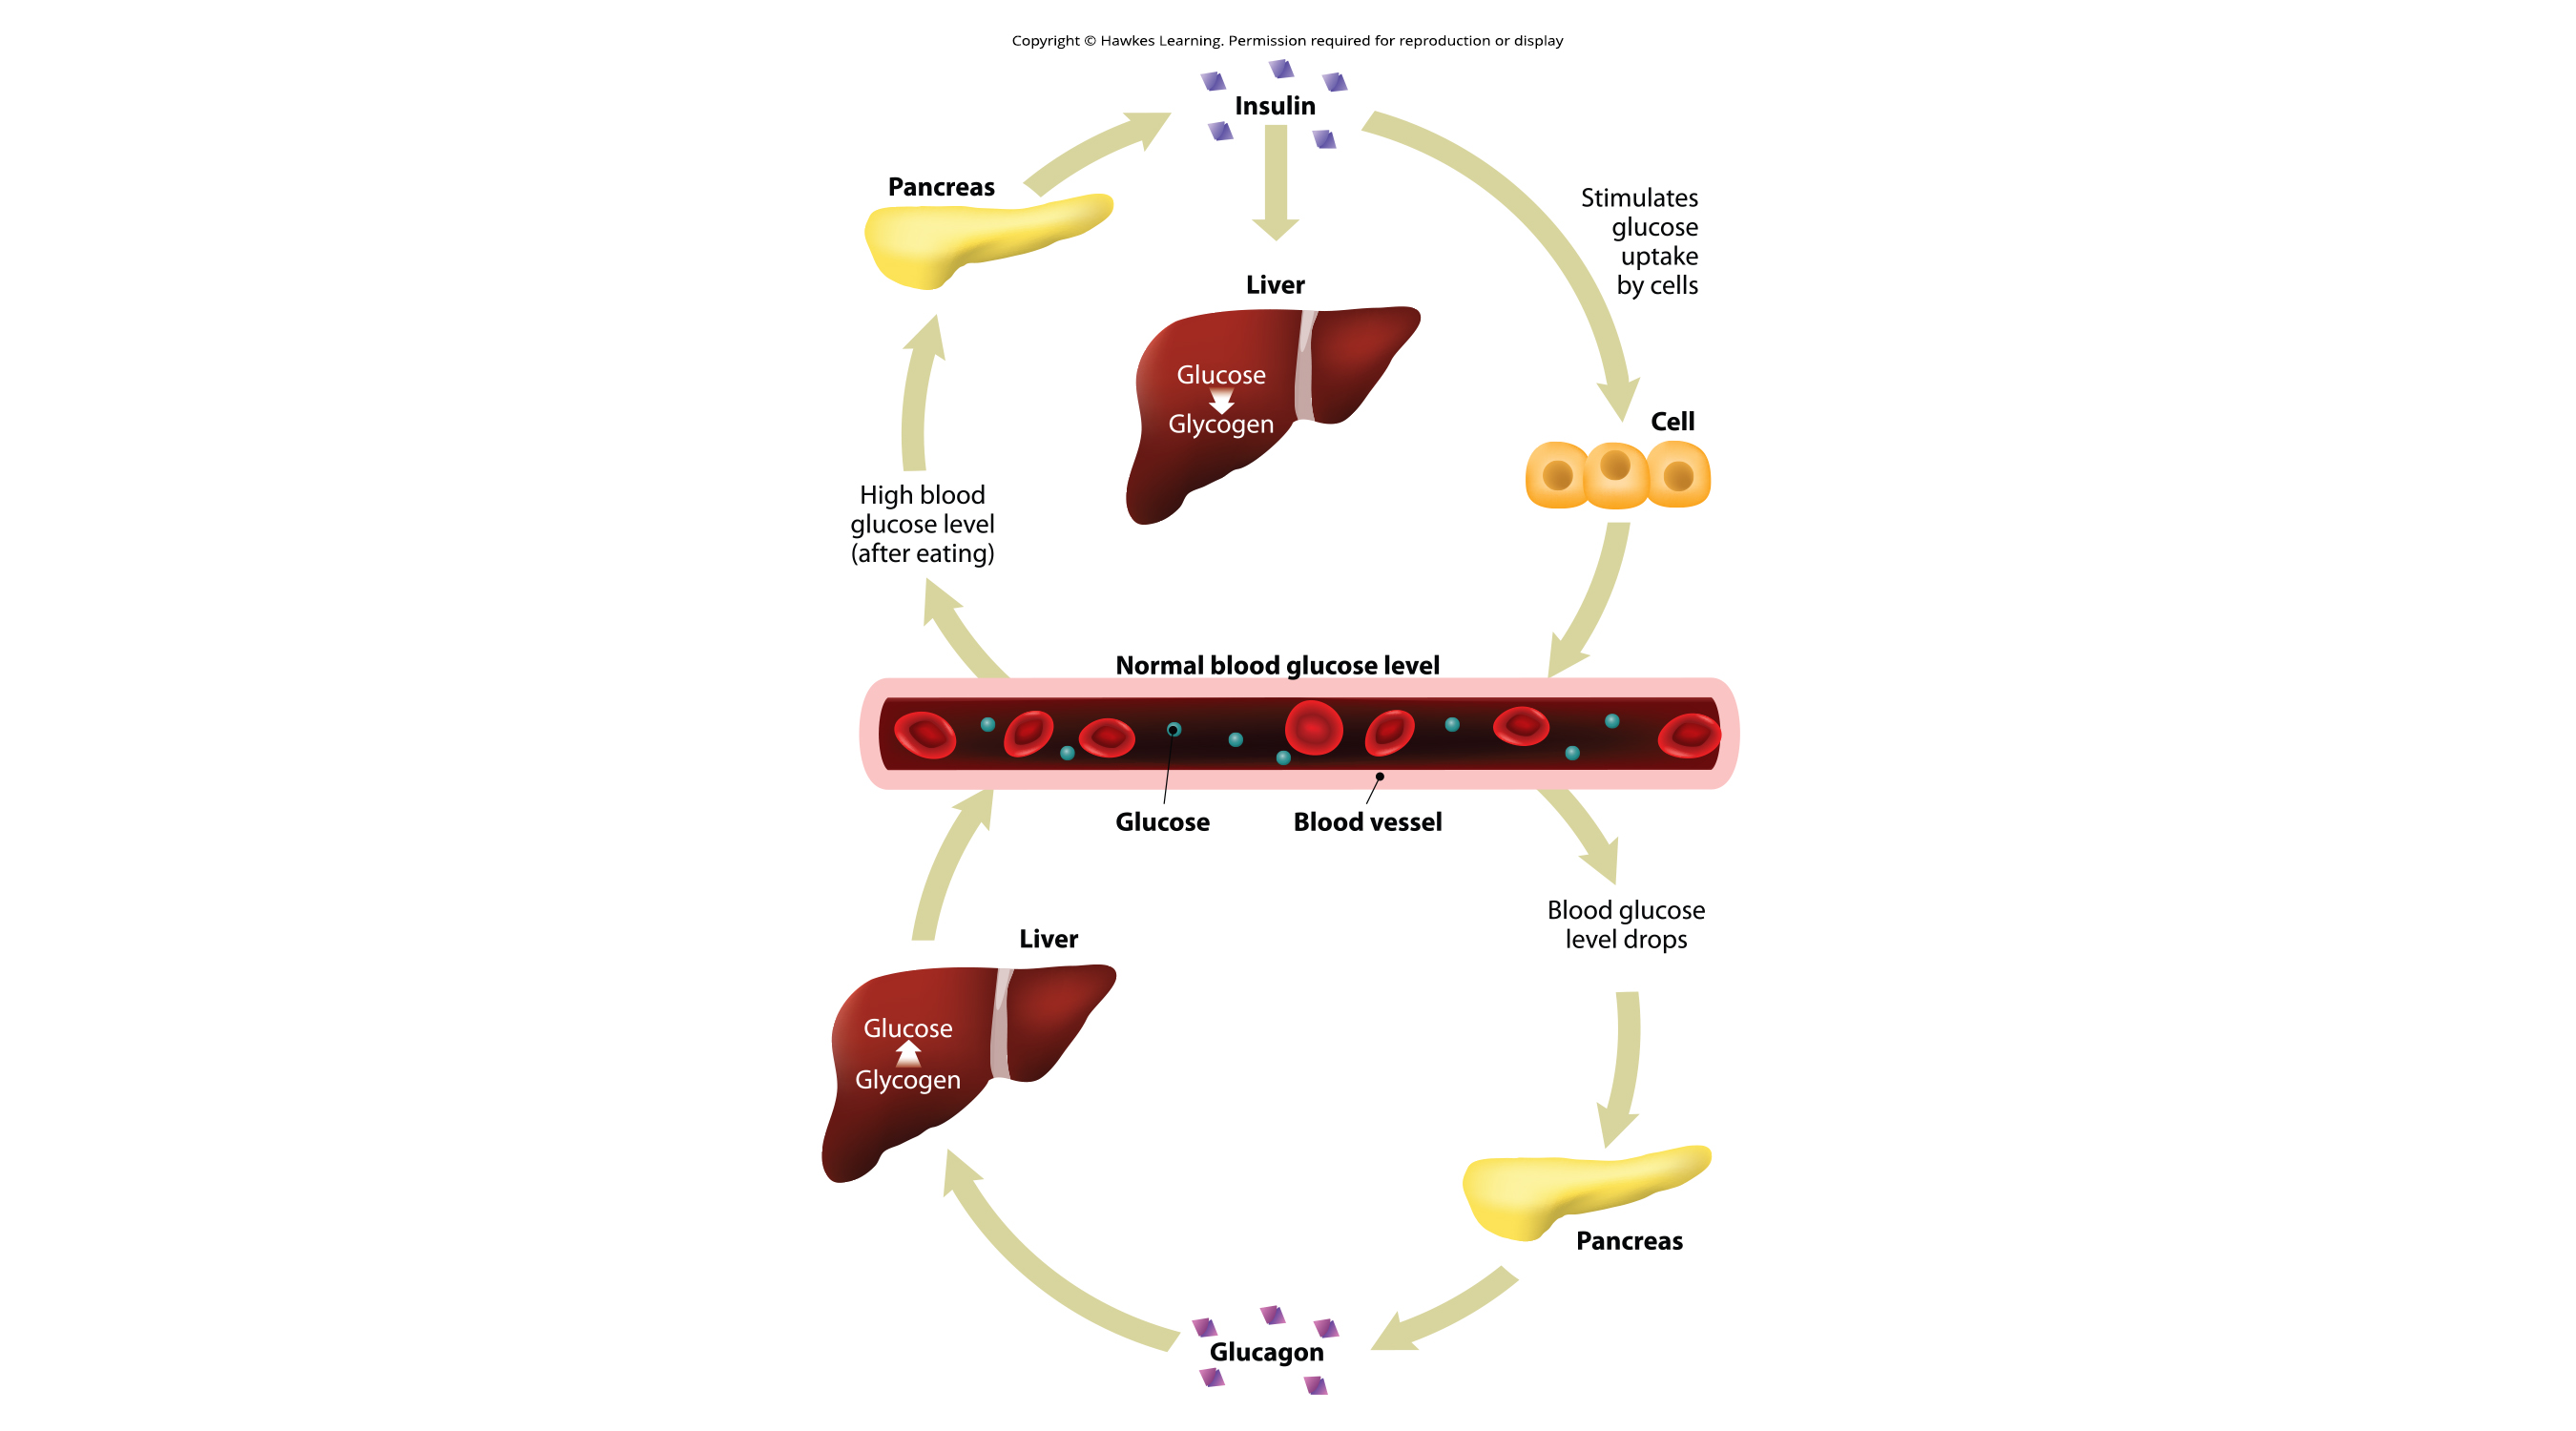 Copyright © Hawkes Learning. Permission required for reproduction or display
Insulin
Pancreas
Stimulates
glucose
uptake
by cells
Liver
Glucose
Glycogen
Cell
High blood
glucose level
(after eating)
Normal blood glucose level
Glucose
Blood vessel
Blood glucose
level drops
Liver
Glucose
Glycogen
Pancreas
Glucagon